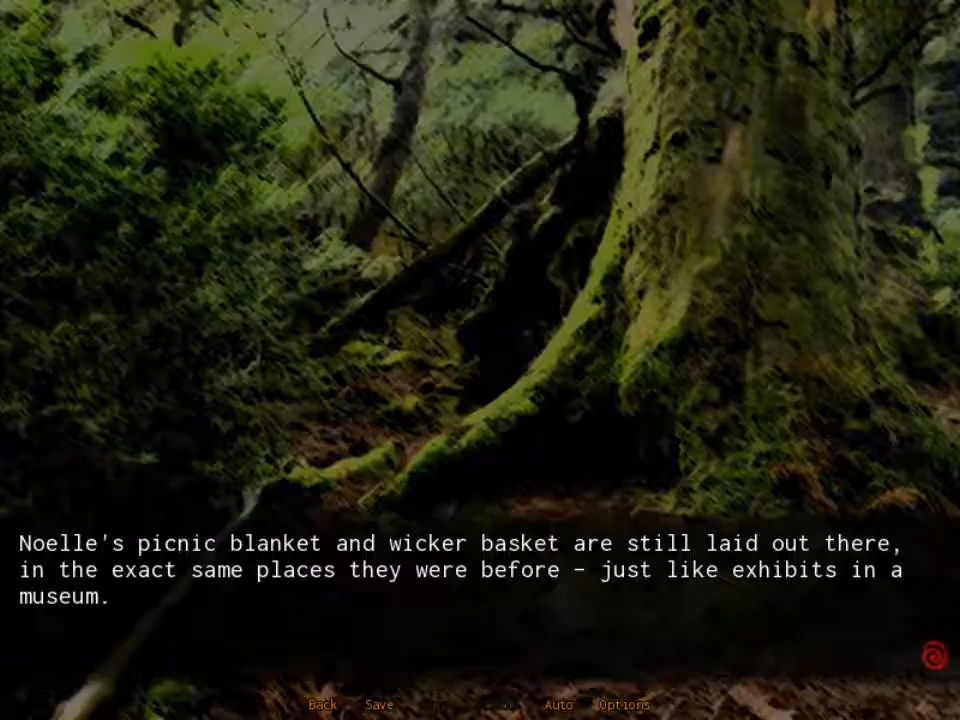 Noelle's picnic blanket and wicker basket are still laid out there,
in the exact same places they were before – just like exhibits in a
museum.
Back Save Auto Options